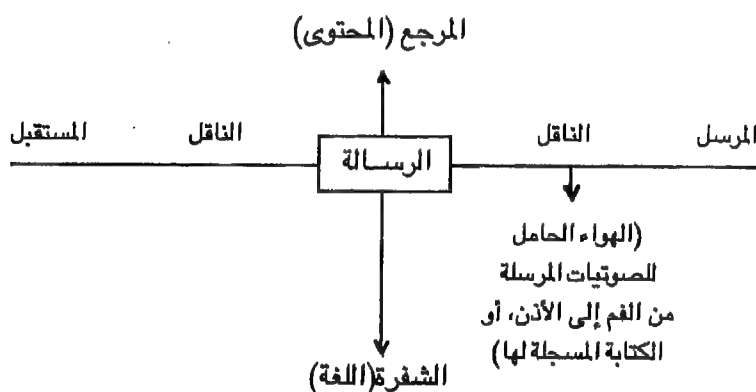 المرجع (المحتوى)
المرسل الناقل الناقل المستقبل
الرسالة
(الهواء الحامل
للصوتيات المرسلة
من الفم إلى الأذن، أو
الكتابة المسجلة لها)
الشفرة(اللغة)